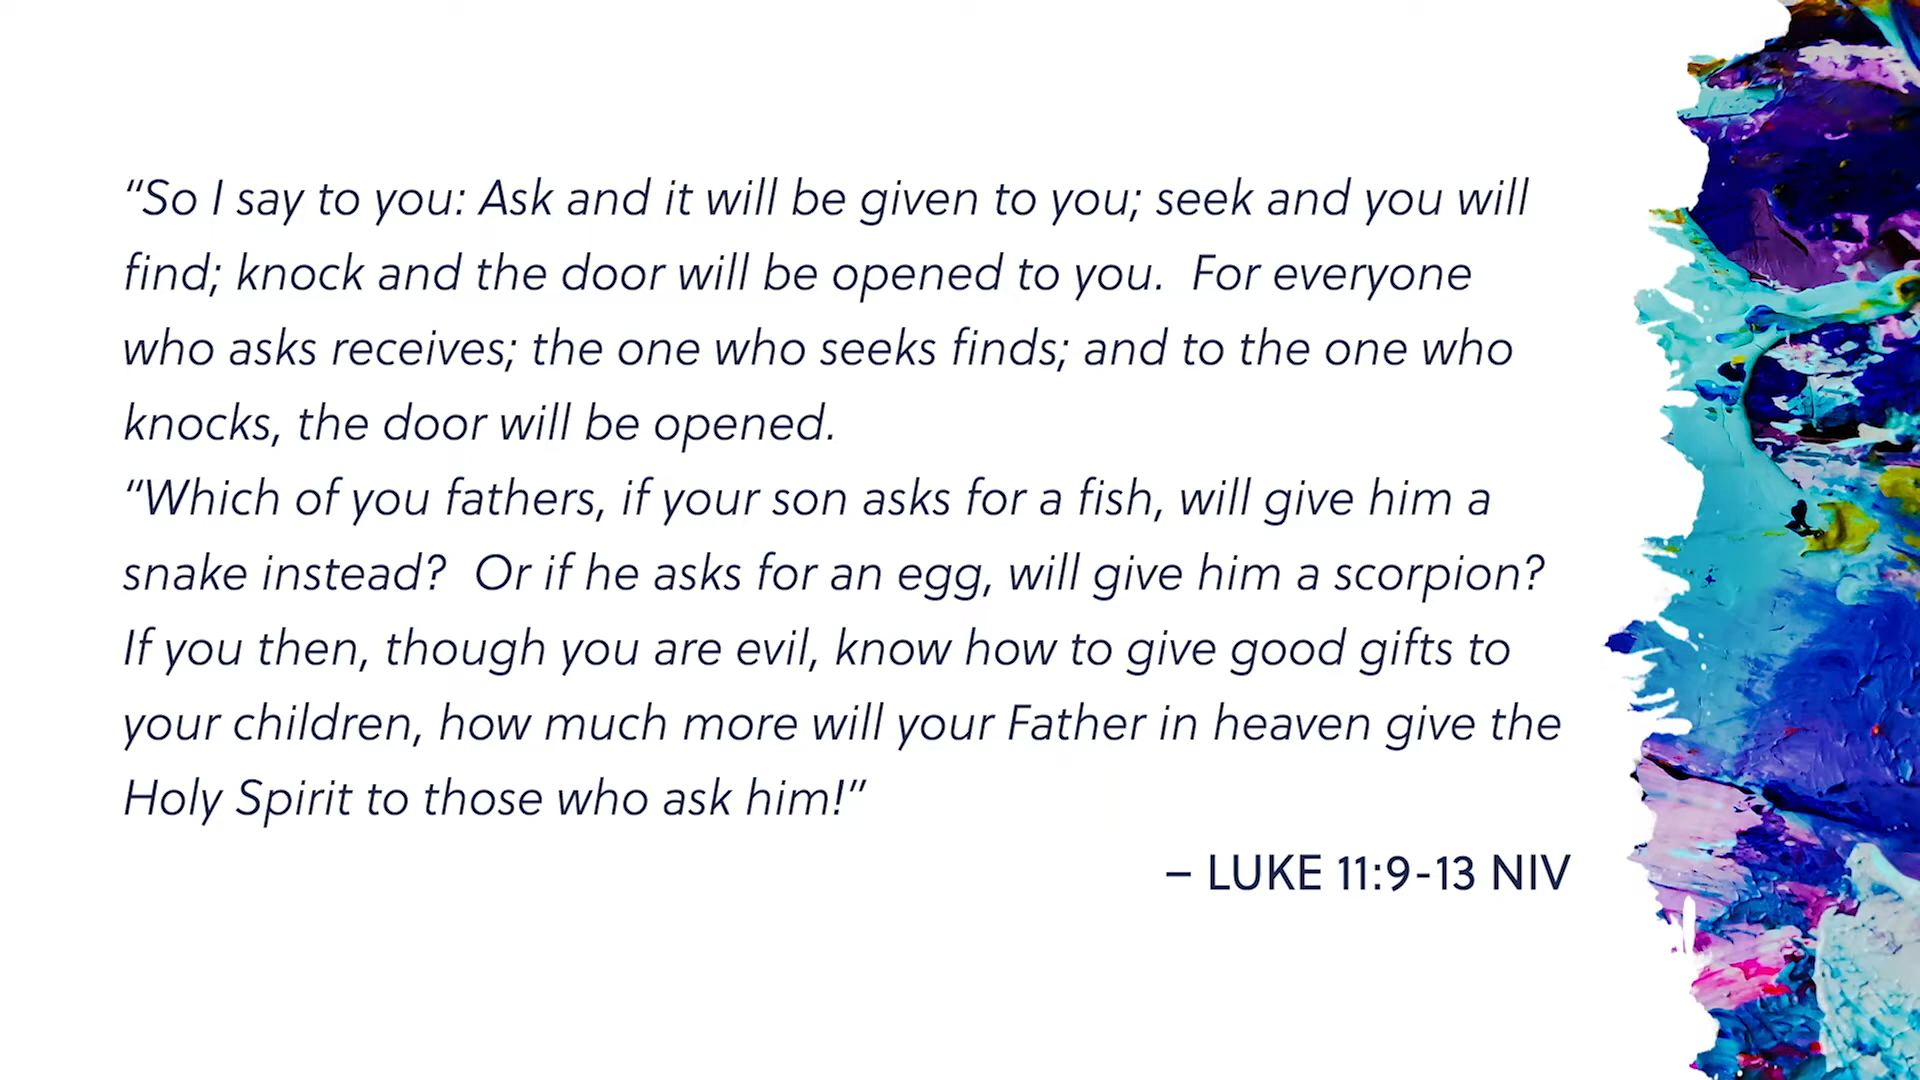 “So I say to you: Ask and it will be given to you; seek and you will
find; knock and the door will be opened to you.  For everyone
who asks receives; the one who seeks finds; and to the one who
knocks, the door will be opened.
“Which of you fathers, if your son asks for a fish, will give him a
snake instead?  Or if he asks for an egg, will give him a scorpion?
If you then, though you are evil, know how to give good gifts to
your children, how much more will your Father in heaven give the
Holy Spirit to those who ask him!”
– LUKE 11:9-13 NIV